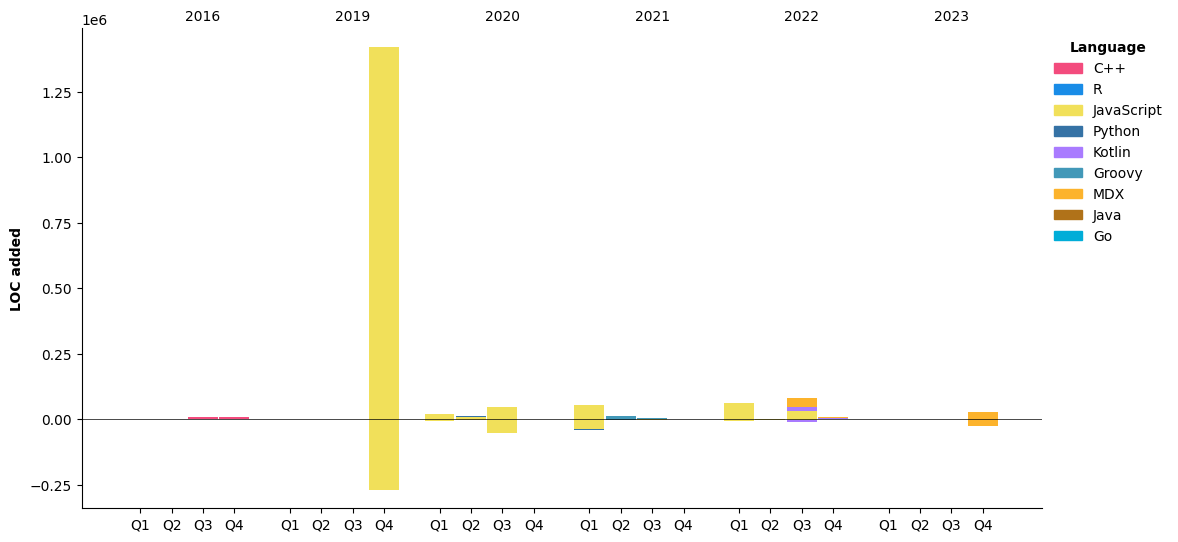 1e6
2016 2019 2020 2021 2022 2023
Language
C++
R
JavaScript
Python
Kotlin
Groovy
MDX
Java
Go
LOC added
1.25
1.00
0.75
0.50
0.25
0.00
−0.25
Q1 Q2 Q3 Q4 Q1 Q2 Q3 Q4 Q1 Q2 Q3 Q4 Q1 Q2 Q3 Q4 Q1 Q2 Q3 Q4 Q1 Q2 Q3 Q4